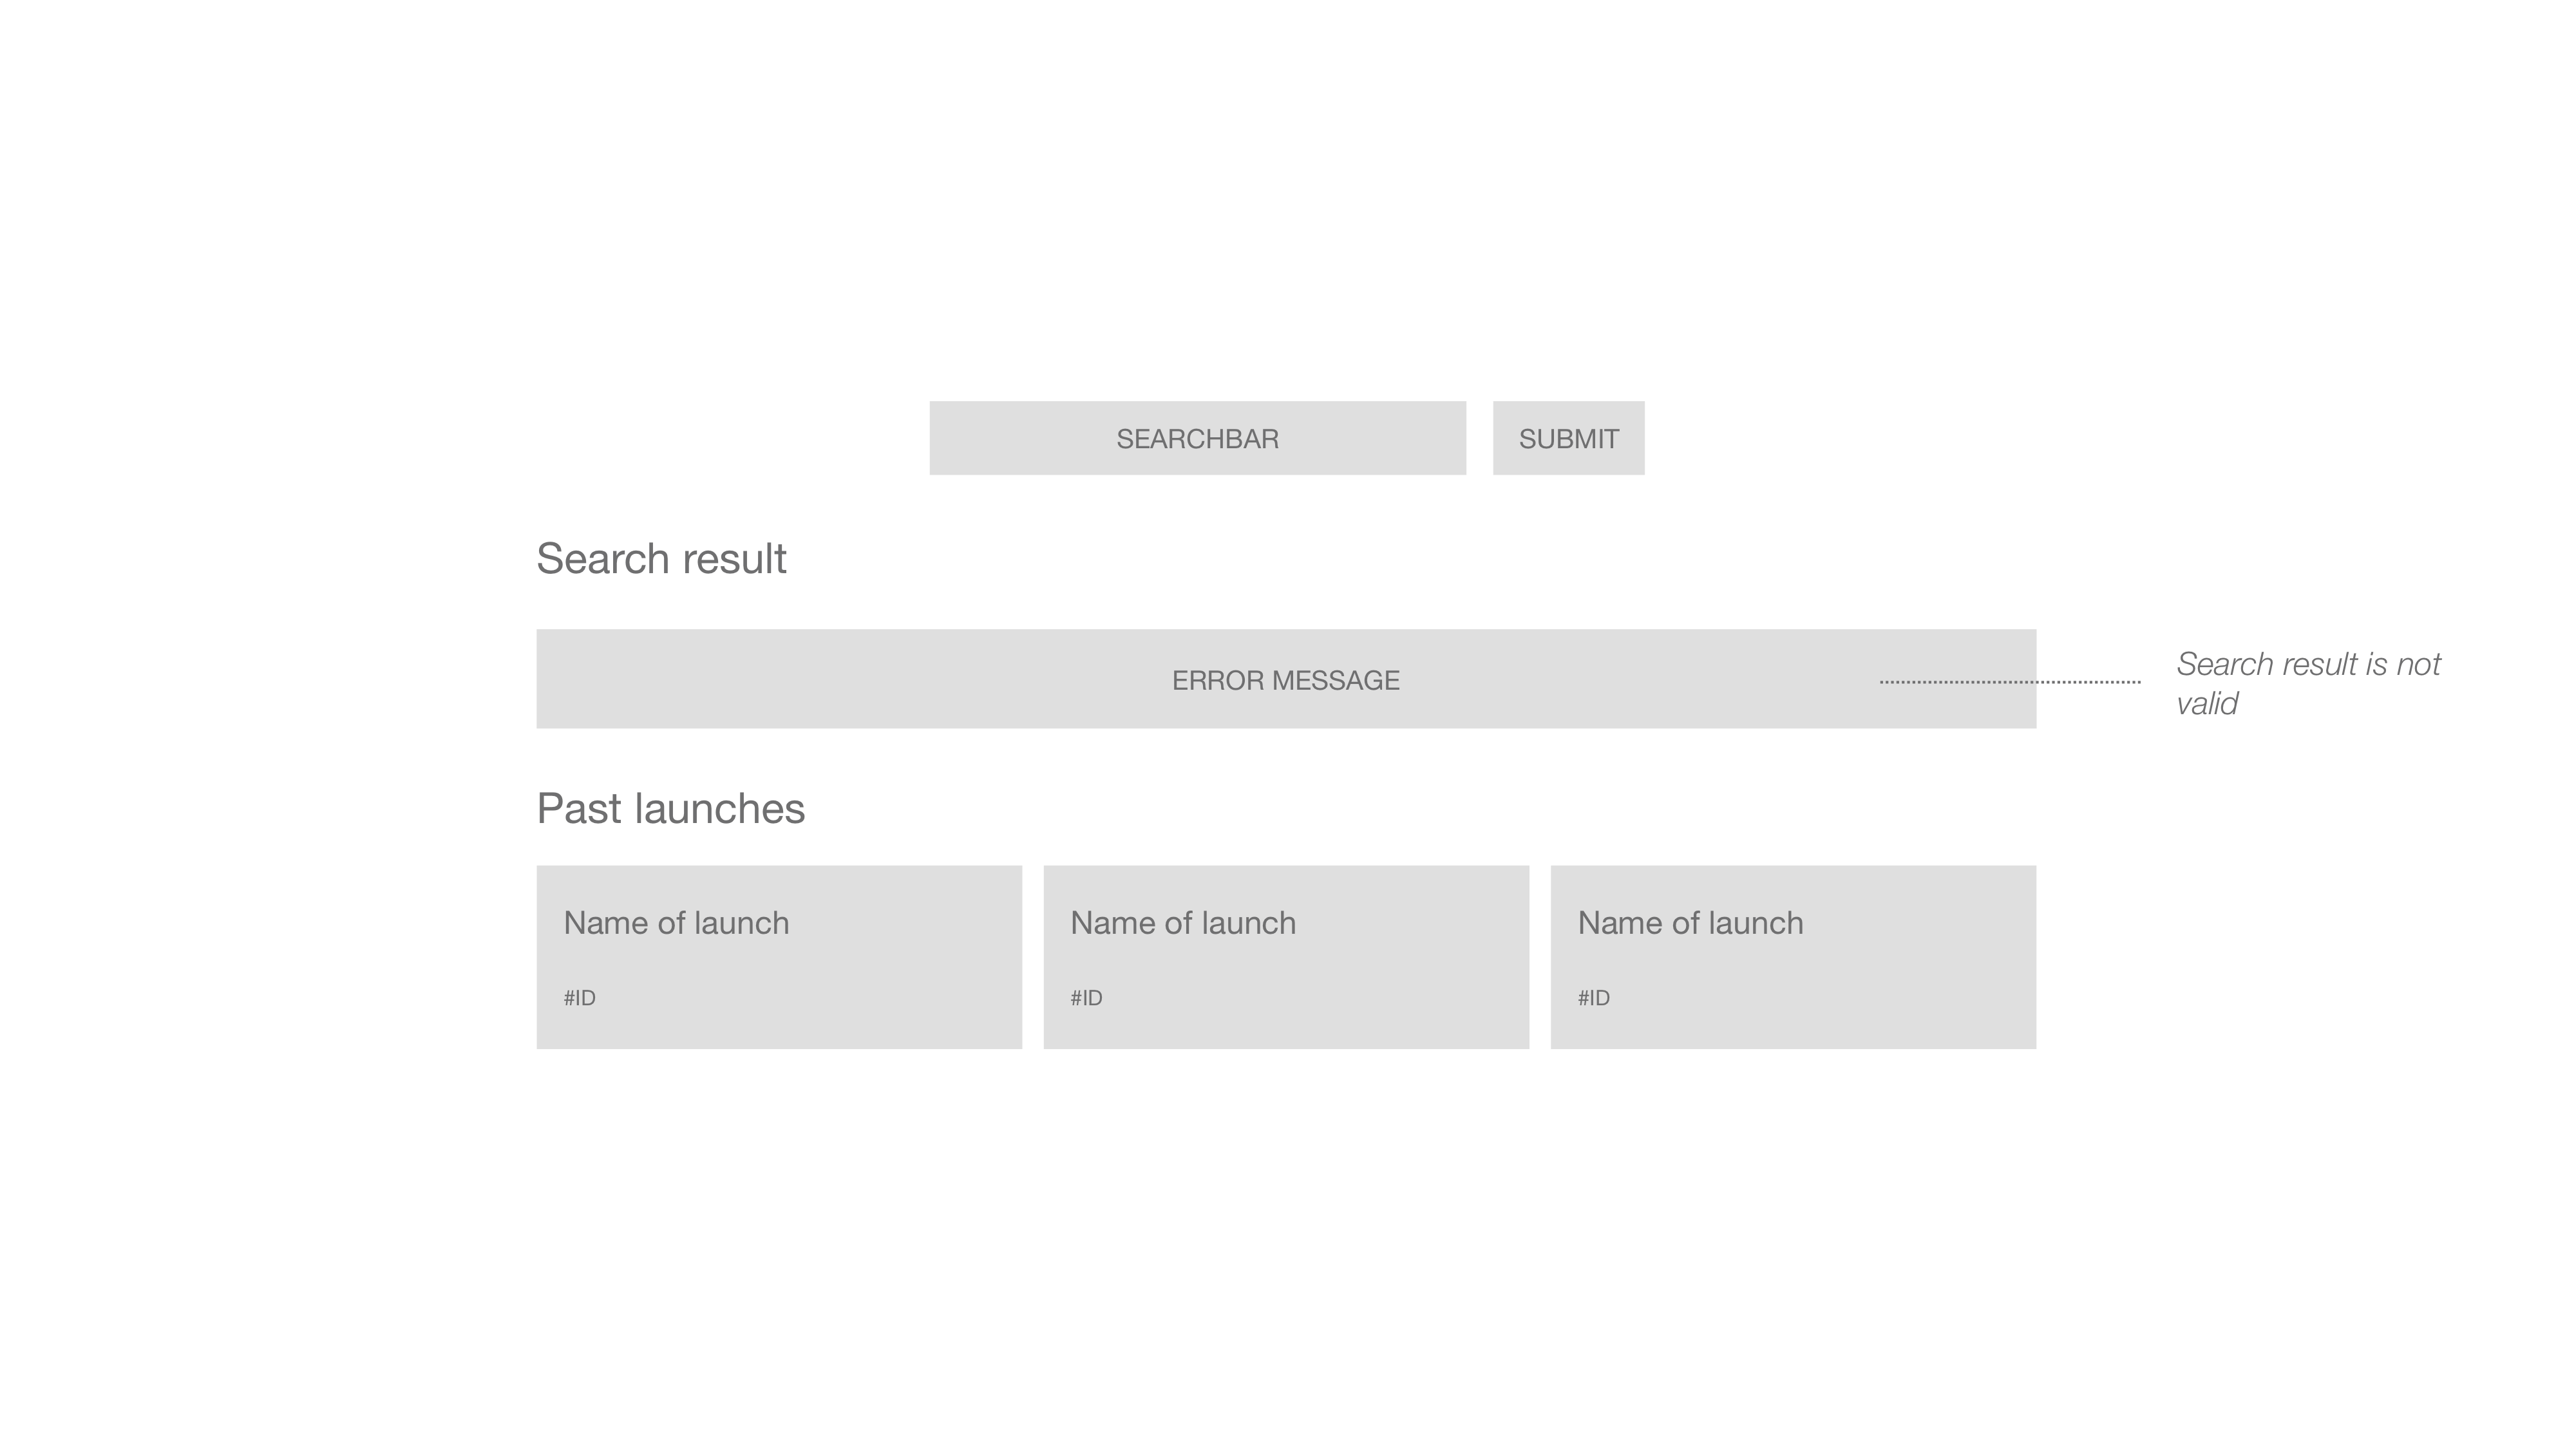 SEARCHBAR
SUBMIT
Search result
ERROR MESSAGE
Search result is not
valid
Past launches
Name of launch
#ID
Name of launch
#ID
Name of launch
#ID